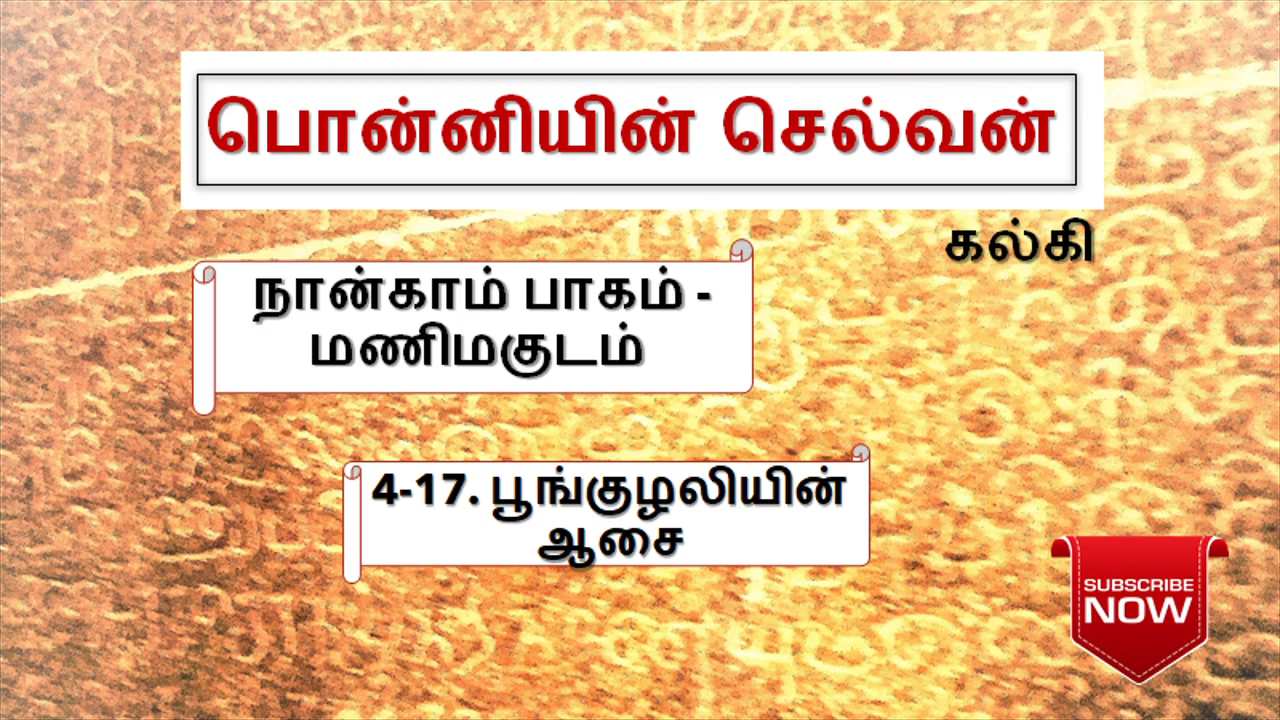 பொன்னியின் செல்வன்
கல்கி
நான்காம் பாகம் -
மணிமகுடம்
4-17. பூங்குழலியின்
ஆசை
SUBSCRIBE
NOW